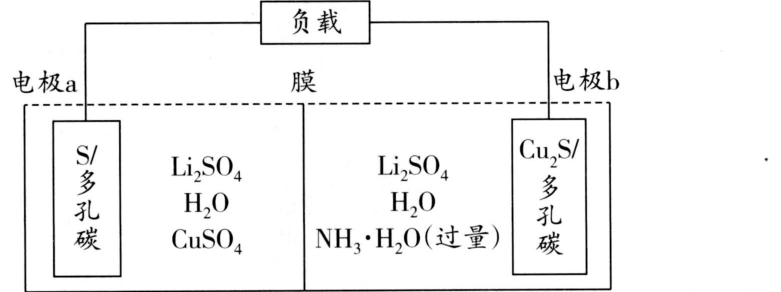 负载
电极a
膜
电极b
S/
多
孔
碳
Li₂SO₄
H₂O
CuSO₄
Li₂SO₄
H₂O
NH₃·H₂O(过量)
Cu₂S/
多
孔
碳